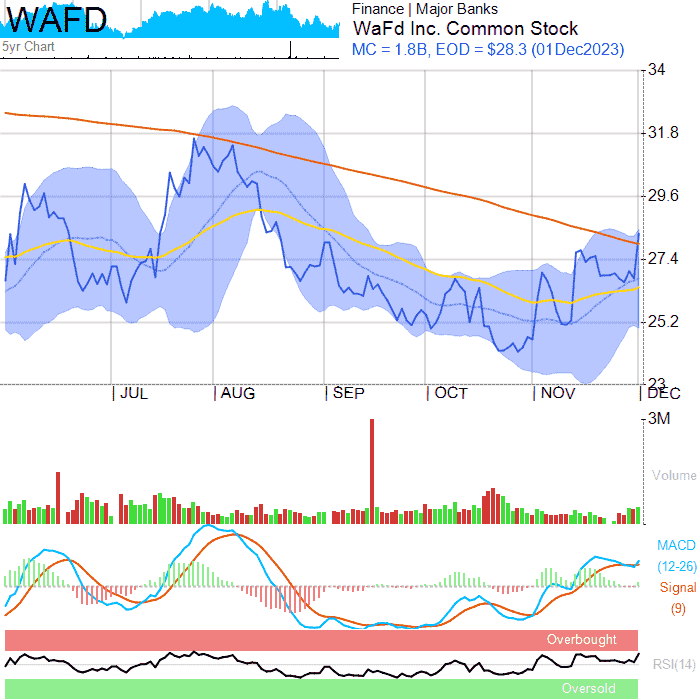 WAFD
Finance | Major Banks
WaFd Inc. Common Stock
MC = 1.8B, EOD = $28.3 (01Dec2023)
5yr Chart
34
31.8
29.6
27.4
25.2
23
JUL
AUG
SEP
OCT
NOV
DEC
3M
Volume
MACD
(12-26)
Signal
(9)
Overbought
RSI(14)
Oversold